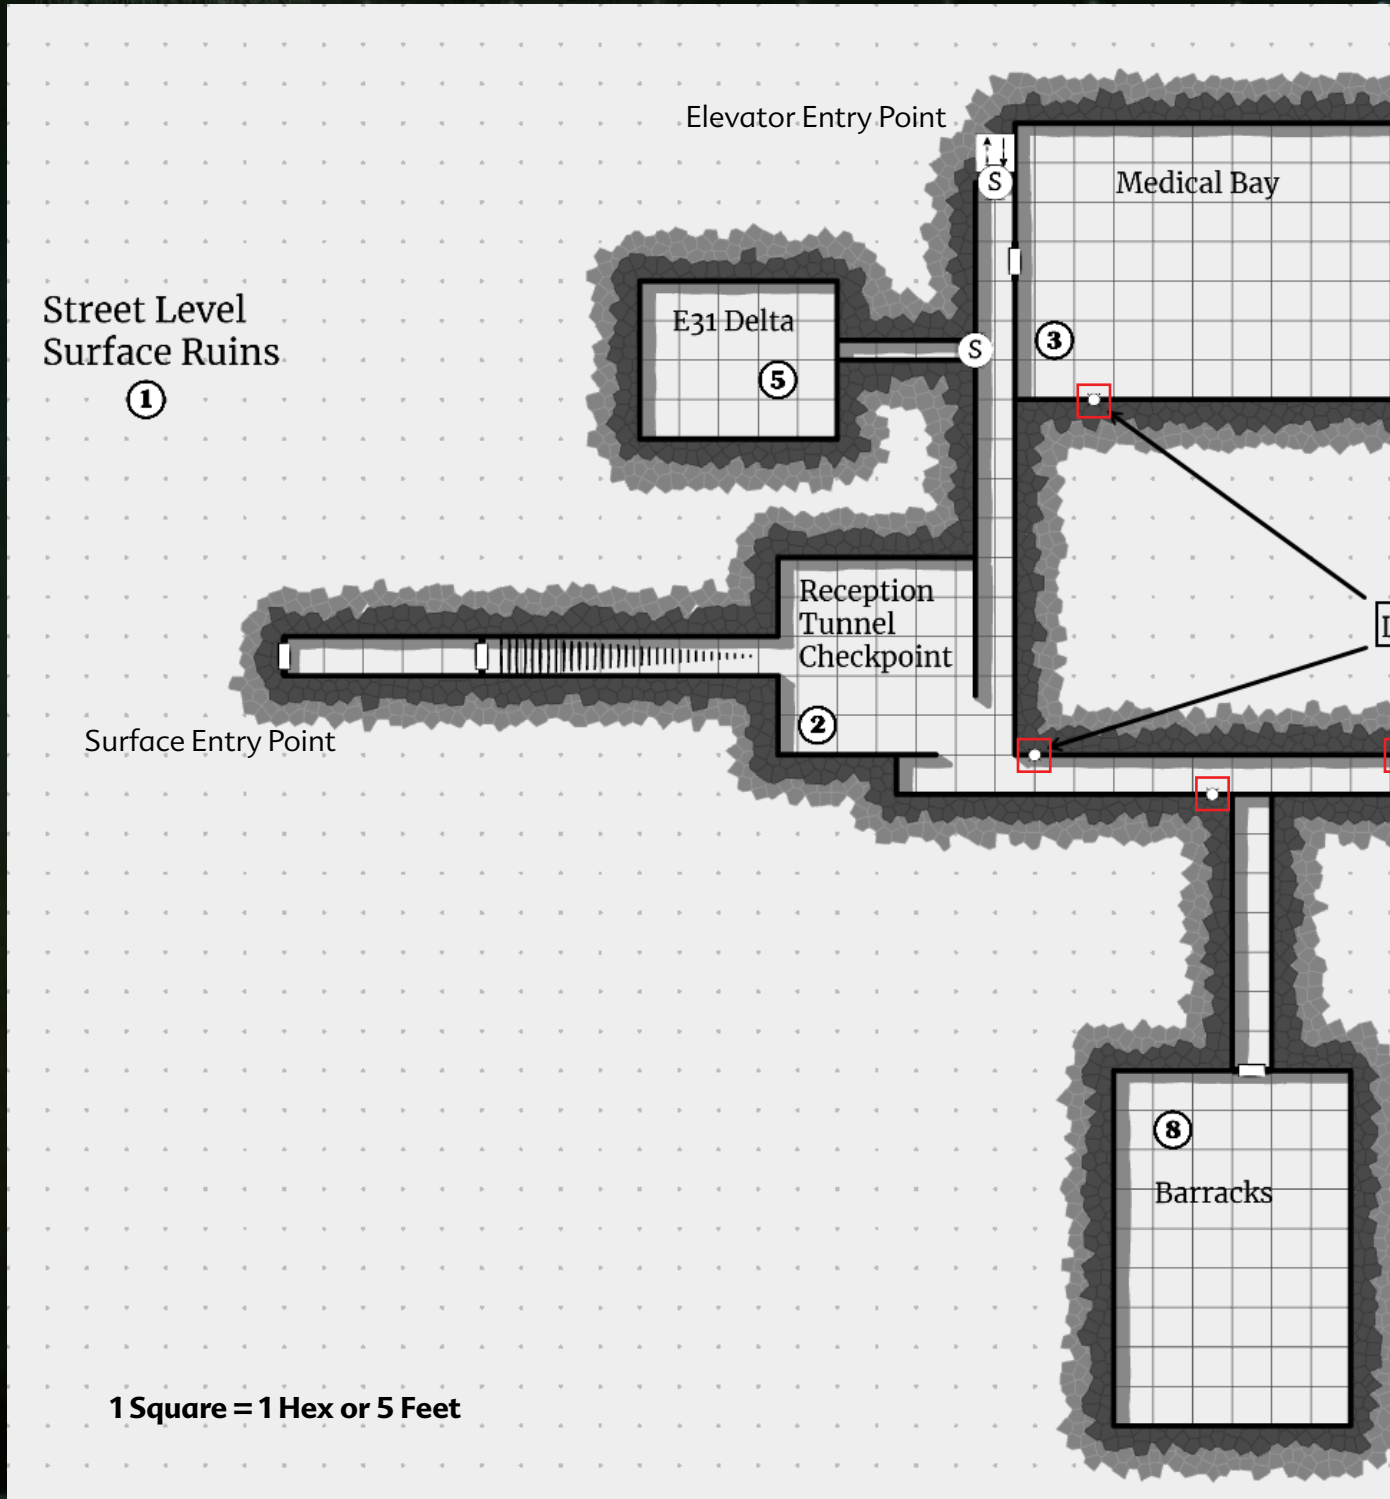 Elevator Entry Point
S
Medical Bay
Street Level
Surface Ruins
1
E31 Delta
5
S
3
Reception
Tunnel
Checkpoint
2
Surface Entry Point
8
Barracks
1 Square = 1 Hex or 5 Feet